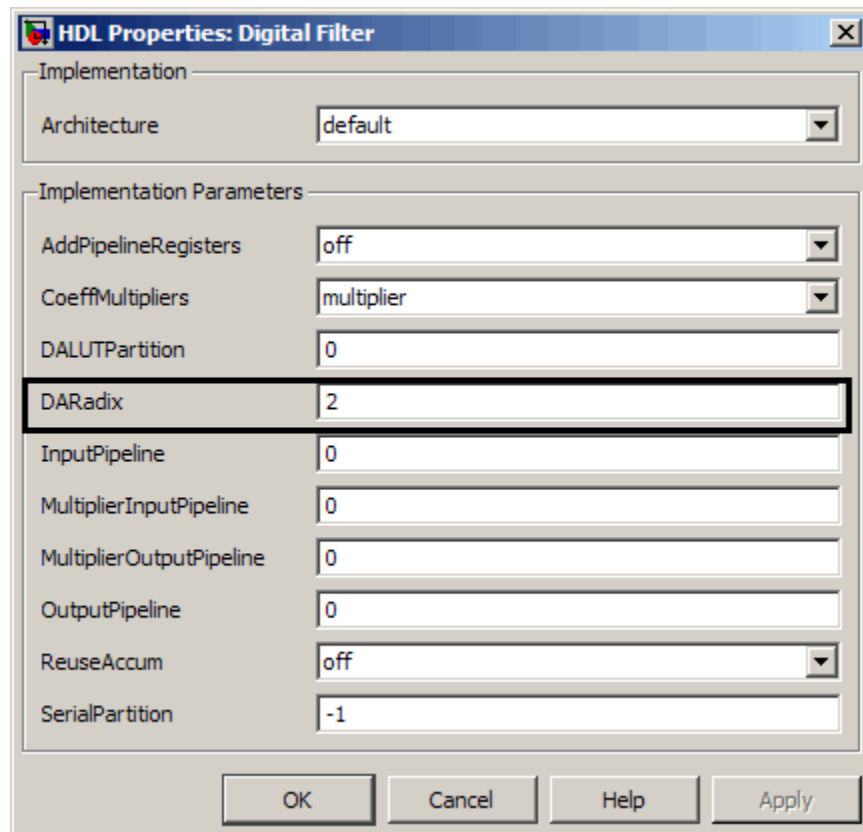 HDL Properties: Digital Filter
Implementation
Architecture default
Implementation Parameters
AddPipelineRegisters off
CoeffMultipliers multiplier
DALUTPartition 0
DARadix 2
InputPipeline 0
MultiplierInputPipeline 0
MultiplierOutputPipeline 0
OutputPipeline 0
ReuseAccum off
SerialPartition -1
OK Cancel Help Apply